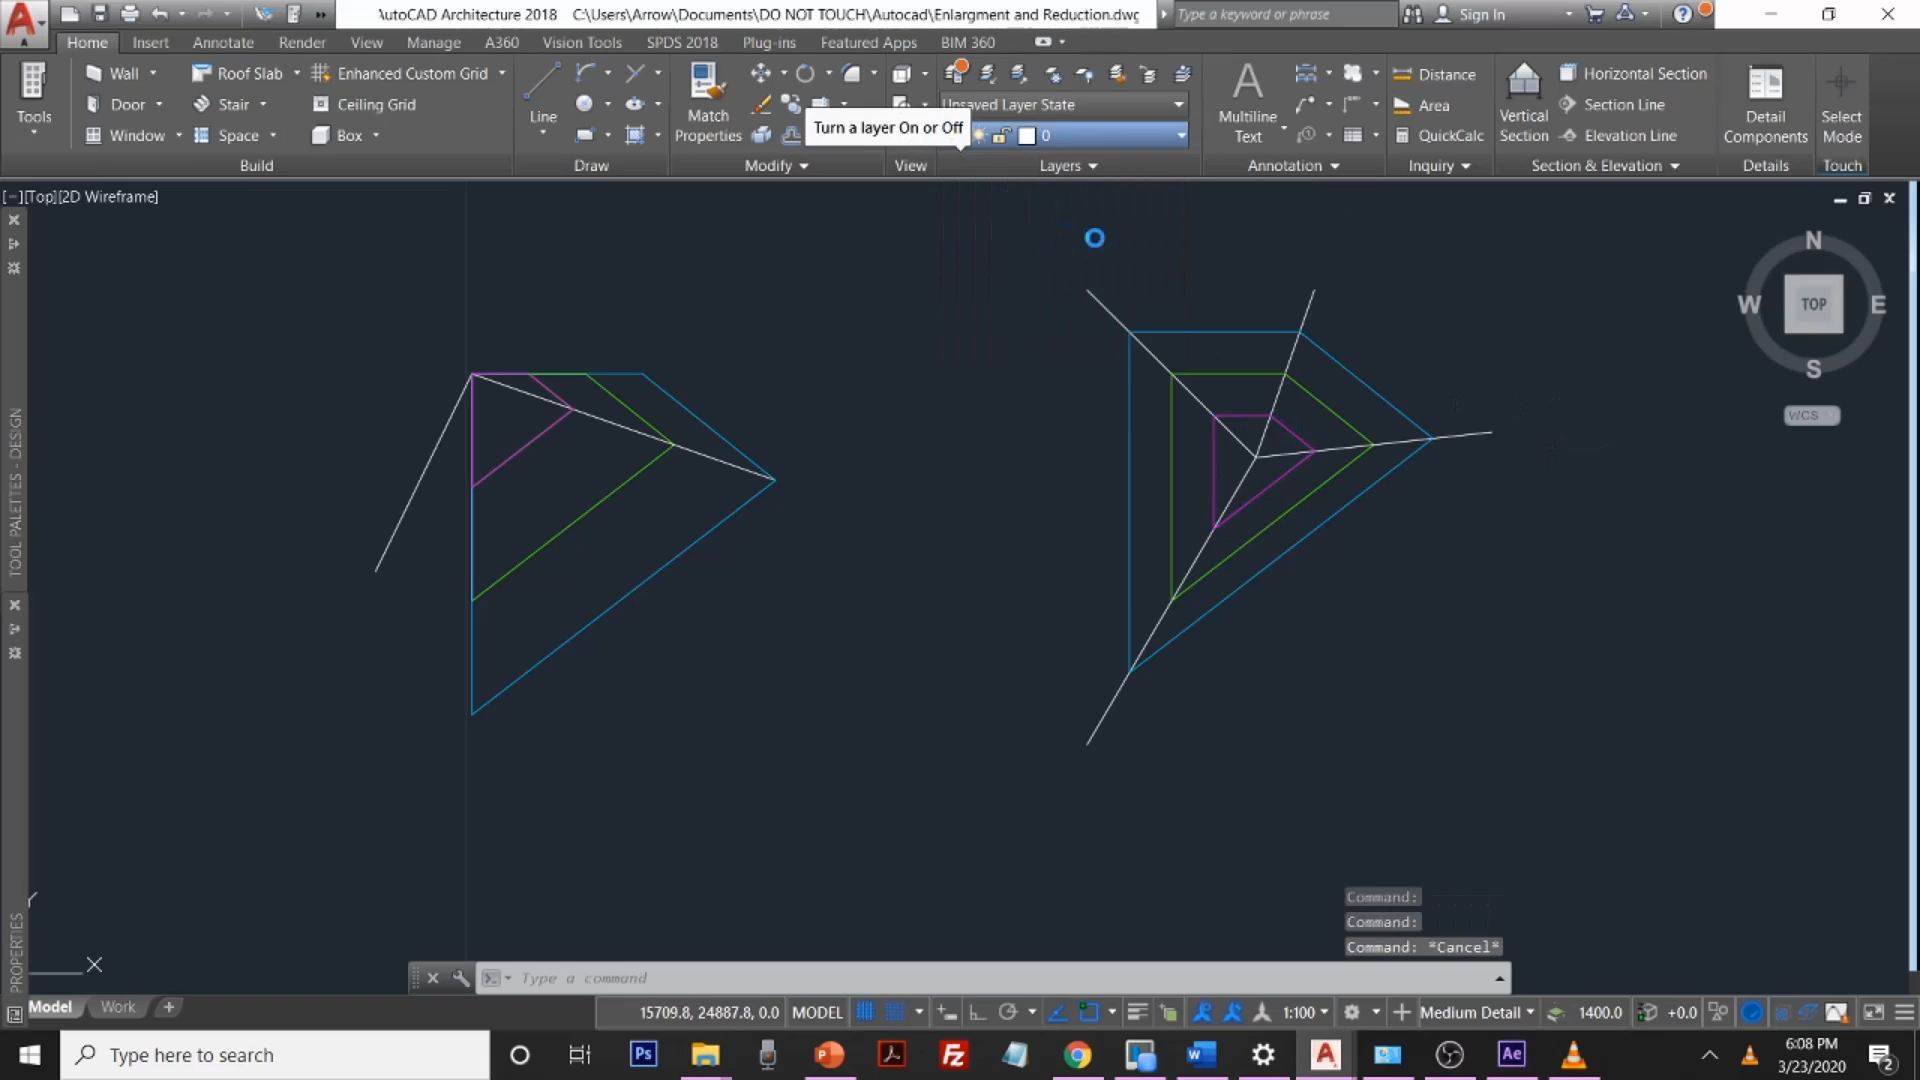 AutoCAD Architecture 2018 C:\Users\Arrow\Documents\DO NOT TOUCH\Autocad\Enlargment and Reduction.dwg
Type a keyword or phrase
Sign In
Home Insert Annotate Render View Manage A360 Vision Tools SPDS 2018 Plug-ins Featured Apps BIM 360
Tools
Wall Roof Slab Enhanced Custom Grid
Door Stair Ceiling Grid
Window Space Box
Line
Match
Properties
Turn a layer On or Off
Unsaved Layer State
0
Multiline
Text
Distance
Area
QuickCalc
Vertical
Section
Horizontal Section
Section Line
Elevation Line
Detail
Components
Select
Mode
Build Draw Modify View Layers Annotation Inquiry Section & Elevation Details Touch
[−][Top][2D Wireframe]
N
W TOP E
S
WCS
TOOL PALETTES - DESIGN
PROPERTIES
Command:
Command:
Command: *Cancel*
Type a command
Model Work +
15709.8, 24887.8, 0.0 MODEL 1:100 Medium Detail 1400.0 +0.0
Type here to search
Ps
Fz
W
Ae
6:08 PM
3/23/2020
2